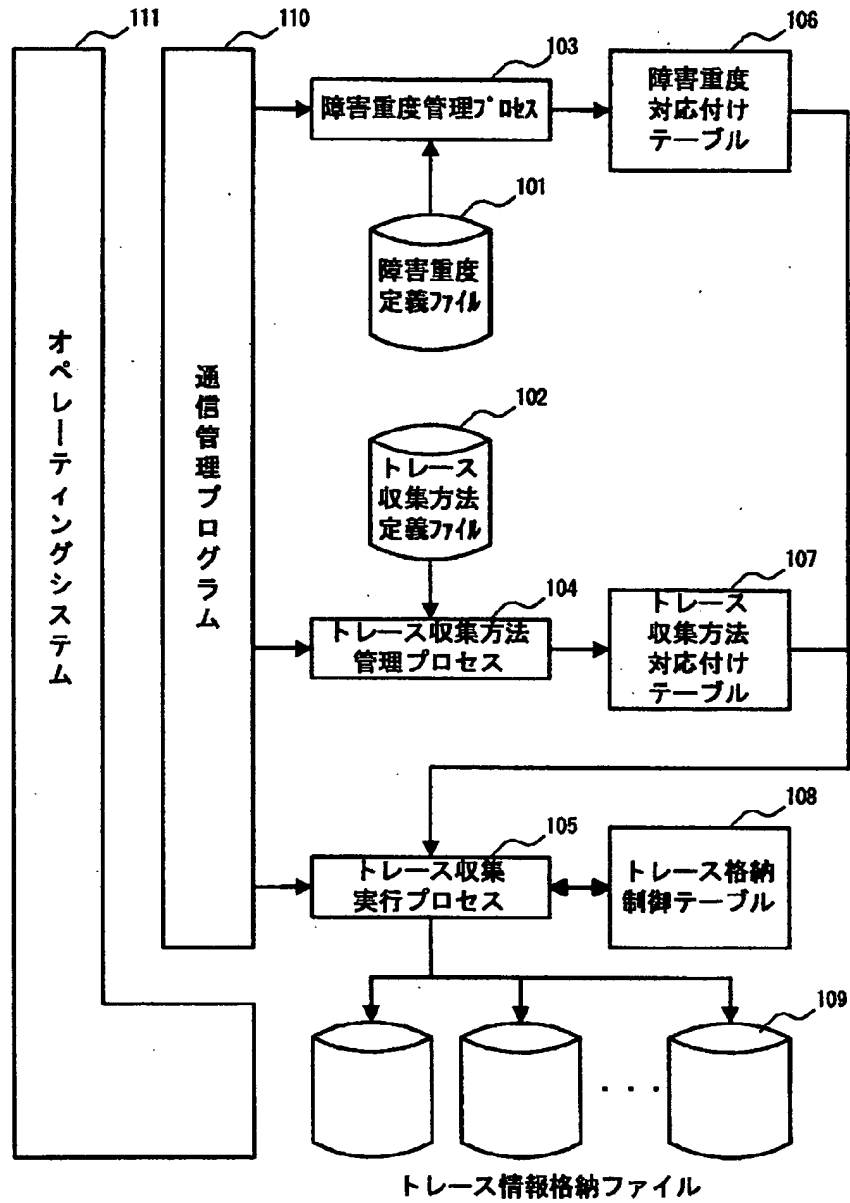 111
110
103
106
障害重度管理ﾌﾟﾛｾｽ
障害重度
対応付け
テーブル
101
障害重度
定義ﾌｧｲﾙ
オペレーティングシステム
通信管理プログラム
102
トレース
収集方法
定義ﾌｧｲﾙ
104
トレース収集方法
管理プロセス
107
トレース
収集方法
対応付け
テーブル
105
トレース収集
実行プロセス
108
トレース格納
制御テーブル
109
・・・
トレース情報格納ファイル